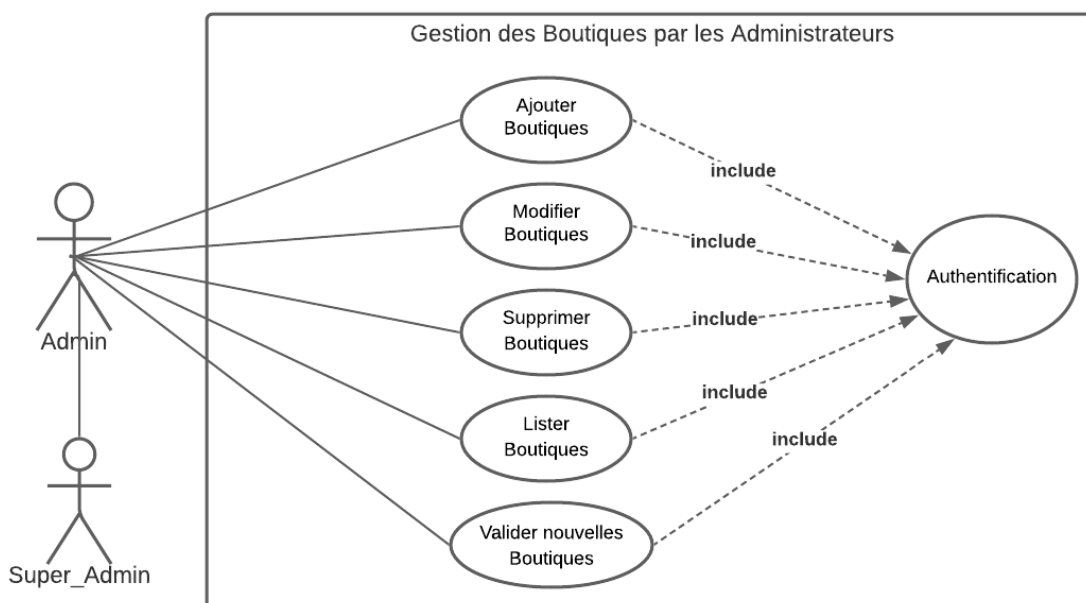 Gestion des Boutiques par les Administrateurs
Ajouter
Boutiques
include
Modifier
Boutiques
include
Authentification
Supprimer
Boutiques
include
Admin
Lister
Boutiques
include
include
Valider nouvelles
Boutiques
Super_Admin